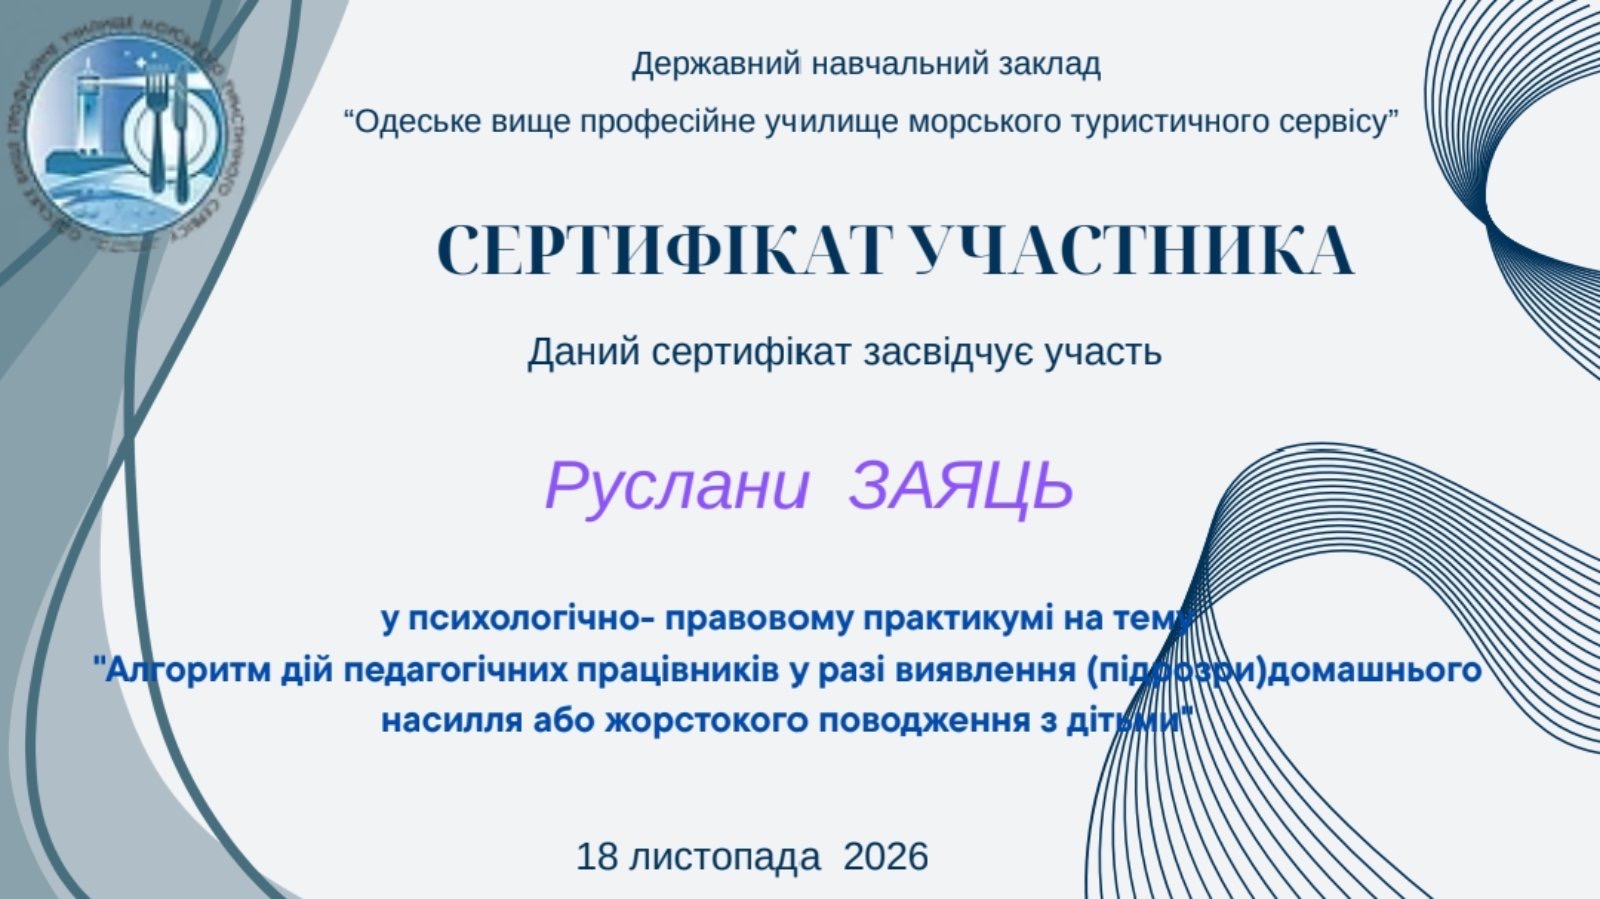 Державний навчальний заклад
“Одеське вище професійне училище морського туристичного сервісу”
СЕРТИФІКАТ УЧАСТНИКА
Даний сертифікат засвідчує участь
Руслани ЗАЯЦЬ
у психологічно- правовому практикумі на тему
"Алгоритм дій педагогічних працівників у разі виявлення (підрозри)домашнього
насилля або жорстокого поводження з дітьми"
18 листопада 2026